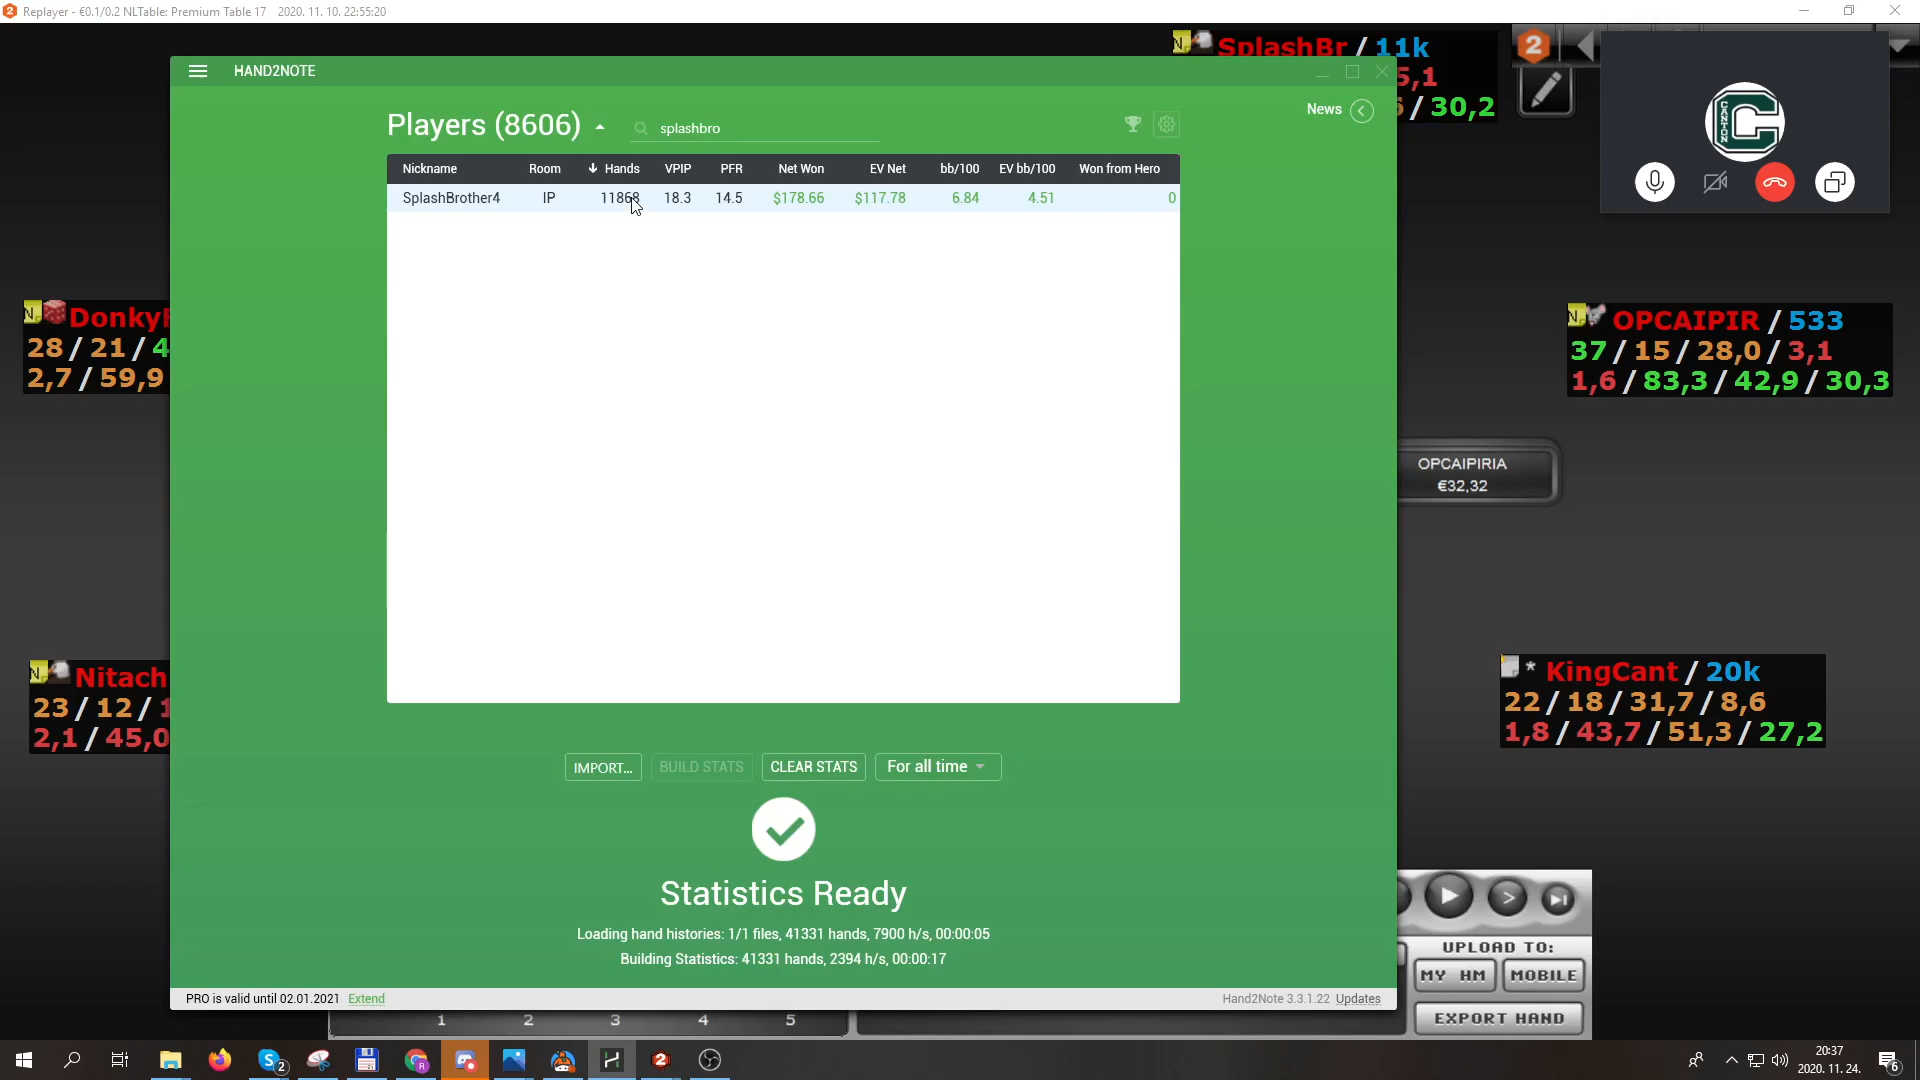 Replayer - €0.1/0.2 NLTable: Premium Table 17 2020. 11. 10. 22:55:20
SplashBr / 11k
5,1
/ 30,2
HAND2NOTE
News
Players (8606)
splashbro
Nickname Room Hands VPIP PFR Net Won EV Net bb/100 EV bb/100 Won from Hero
SplashBrother4 IP 11868 18.3 14.5 $178.66 $117.78 6.84 4.51 0
CANTON
C
DonkyF
28 / 21 / 4
2,7 / 59,9
OPCAIPIR / 533
37 / 15 / 28,0 / 3,1
1,6 / 83,3 / 42,9 / 30,3
OPCAIPIRIA
€32,32
Nitach
23 / 12 / 1
2,1 / 45,0
* KingCant / 20k
22 / 18 / 31,7 / 8,6
1,8 / 43,7 / 51,3 / 27,2
IMPORT... BUILD STATS CLEAR STATS For all time
Statistics Ready
Loading hand histories: 1/1 files, 41331 hands, 7900 h/s, 00:00:05
Building Statistics: 41331 hands, 2394 h/s, 00:00:17
PRO is valid until 02.01.2021 Extend
Hand2Note 3.3.1.22 Updates
UPLOAD TO:
MY HM MOBILE
EXPORT HAND
1 2 3 4 5
20:37
2020. 11. 24.